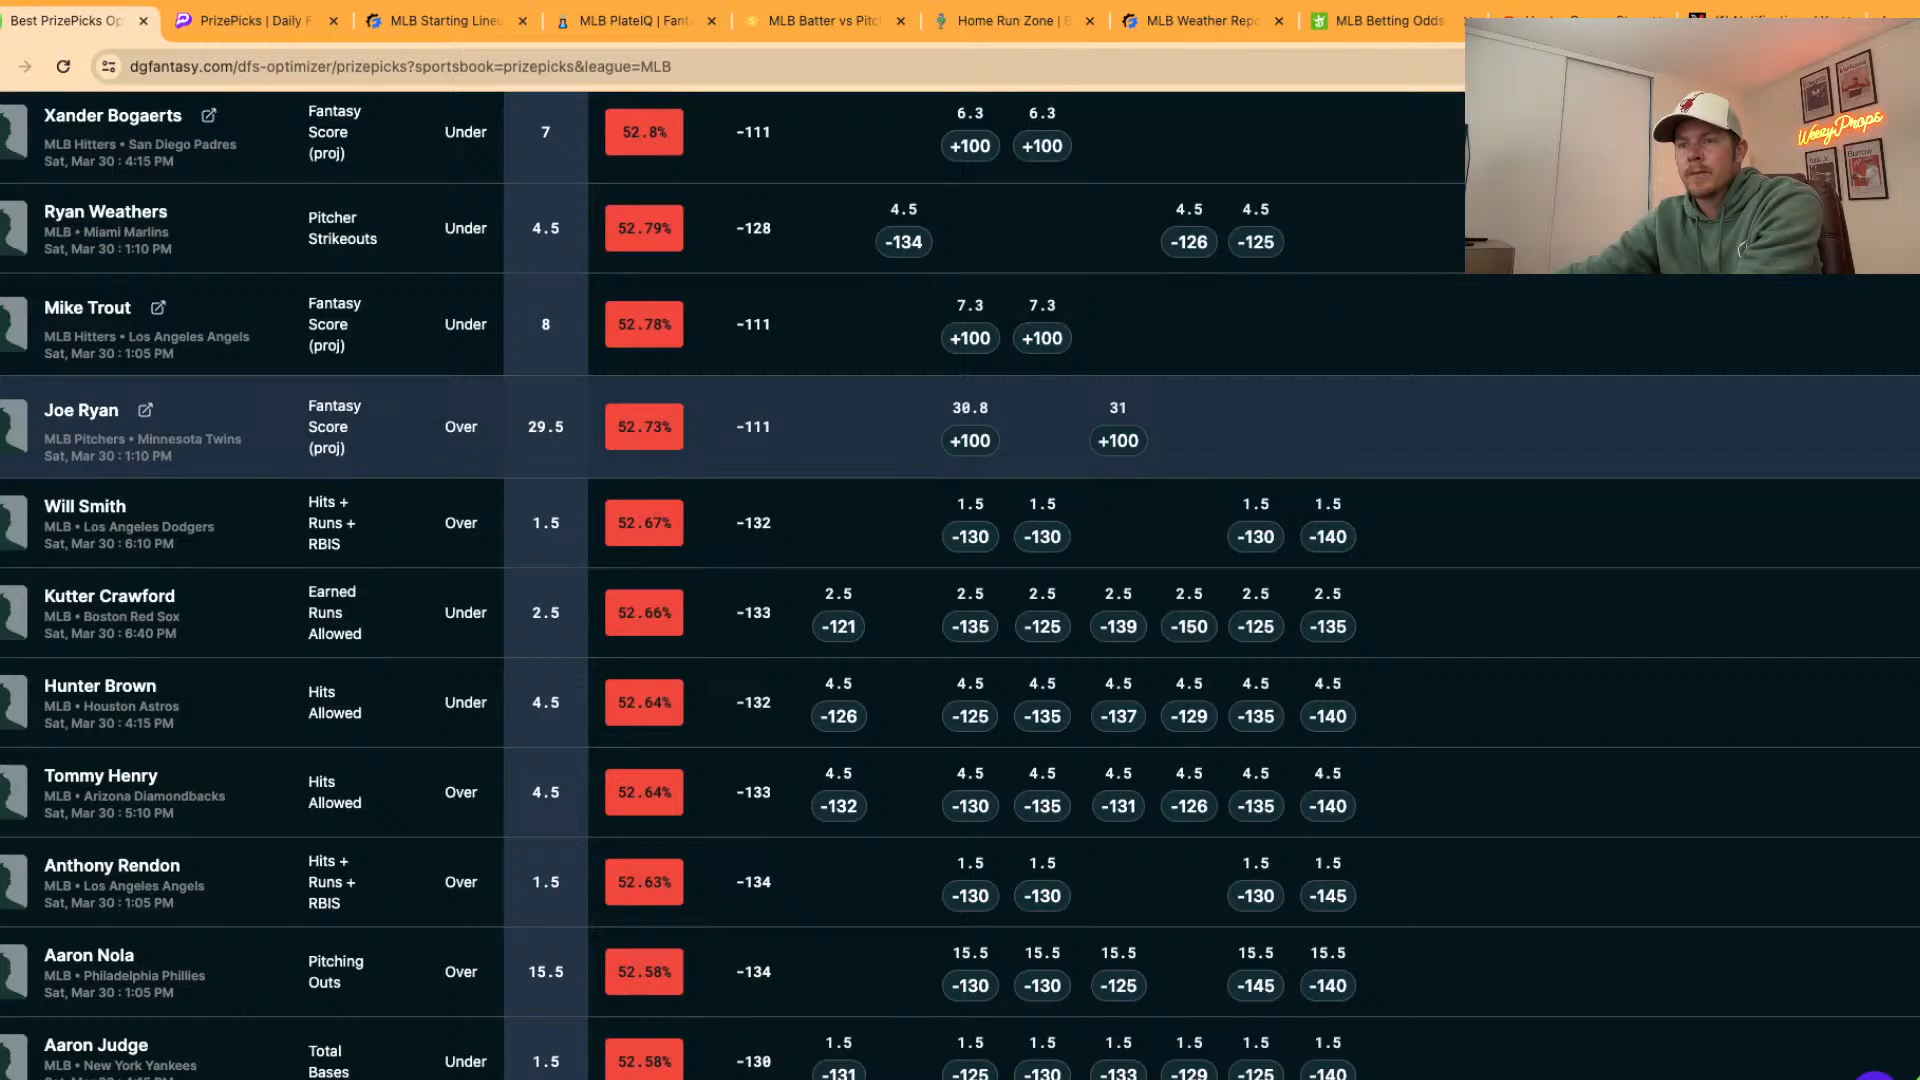 Best PrizePicks Op
PrizePicks | Daily F
MLB Starting Lineu
MLB PlateIQ | Fant
MLB Batter vs Pitc
Home Run Zone | B
MLB Weather Repo
MLB Betting Odds
dgfantasy.com/dfs-optimizer/prizepicks?sportsbook=prizepicks&league=MLB
WeezyProps
Burrow
Xander Bogaerts
MLB Hitters • San Diego Padres
Sat, Mar 30 : 4:15 PM
Fantasy
Score
(proj)
Under
7
52.8%
-111
6.3 6.3
+100 +100
Ryan Weathers
MLB • Miami Marlins
Sat, Mar 30 : 1:10 PM
Pitcher
Strikeouts
Under
4.5
52.79%
-128
4.5 4.5 4.5
-134 -126 -125
Mike Trout
MLB Hitters • Los Angeles Angels
Sat, Mar 30 : 1:05 PM
Fantasy
Score
(proj)
Under
8
52.78%
-111
7.3 7.3
+100 +100
Joe Ryan
MLB Pitchers • Minnesota Twins
Sat, Mar 30 : 1:10 PM
Fantasy
Score
(proj)
Over
29.5
52.73%
-111
30.8 31
+100 +100
Will Smith
MLB • Los Angeles Dodgers
Sat, Mar 30 : 6:10 PM
Hits +
Runs +
RBIS
Over
1.5
52.67%
-132
1.5 1.5 1.5 1.5
-130 -130 -130 -140
Kutter Crawford
MLB • Boston Red Sox
Sat, Mar 30 : 6:40 PM
Earned
Runs
Allowed
Under
2.5
52.66%
-133
2.5 2.5 2.5 2.5 2.5 2.5 2.5
-121 -135 -125 -139 -150 -125 -135
Hunter Brown
MLB • Houston Astros
Sat, Mar 30 : 4:15 PM
Hits
Allowed
Under
4.5
52.64%
-132
4.5 4.5 4.5 4.5 4.5 4.5 4.5
-126 -125 -135 -137 -129 -135 -140
Tommy Henry
MLB • Arizona Diamondbacks
Sat, Mar 30 : 5:10 PM
Hits
Allowed
Over
4.5
52.64%
-133
4.5 4.5 4.5 4.5 4.5 4.5 4.5
-132 -130 -135 -131 -126 -135 -140
Anthony Rendon
MLB • Los Angeles Angels
Sat, Mar 30 : 1:05 PM
Hits +
Runs +
RBIS
Over
1.5
52.63%
-134
1.5 1.5 1.5 1.5
-130 -130 -130 -145
Aaron Nola
MLB • Philadelphia Phillies
Sat, Mar 30 : 1:05 PM
Pitching
Outs
Over
15.5
52.58%
-134
15.5 15.5 15.5 15.5 15.5
-130 -130 -125 -145 -140
Aaron Judge
MLB • New York Yankees
Total
Bases
Under
1.5
52.58%
-130
1.5 1.5 1.5 1.5 1.5 1.5 1.5
-131 -125 -130 -133 -129 -125 -140